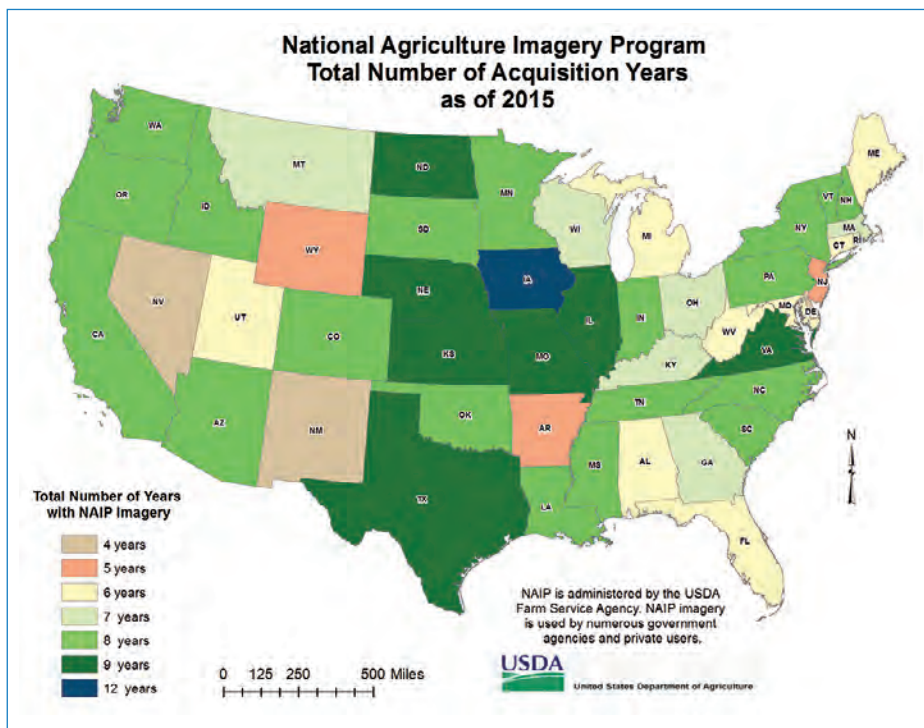 National Agriculture Imagery Program
Total Number of Acquisition Years
as of 2015
WA
MT
ND
MN
ME
OR
ID
SD
WI
MI
VT
NH
NY
MA
CT
RI
WY
IA
PA
NJ
NV
UT
NE
IL
IN
OH
MD
DE
CA
CO
KS
MO
WV
VA
KY
AZ
NM
OK
AR
TN
NC
SC
MS
AL
GA
TX
LA
FL
N
Total Number of Years
with NAIP Imagery
4 years
5 years
6 years
7 years
8 years
9 years
12 years
0 125 250 500 Miles
NAIP is administered by the USDA
Farm Service Agency. NAIP imagery
is used by numerous government
agencies and private users.
USDA
United States Department of Agriculture